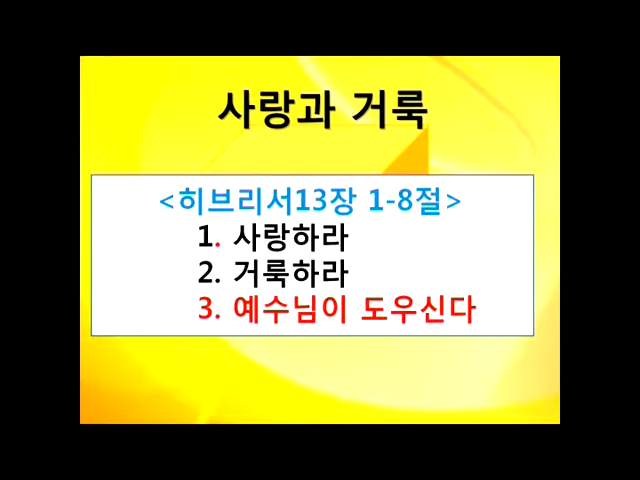 사랑과 거룩
<히브리서13장 1-8절>
1. 사랑하라
2. 거룩하라
3. 예수님이 도우신다